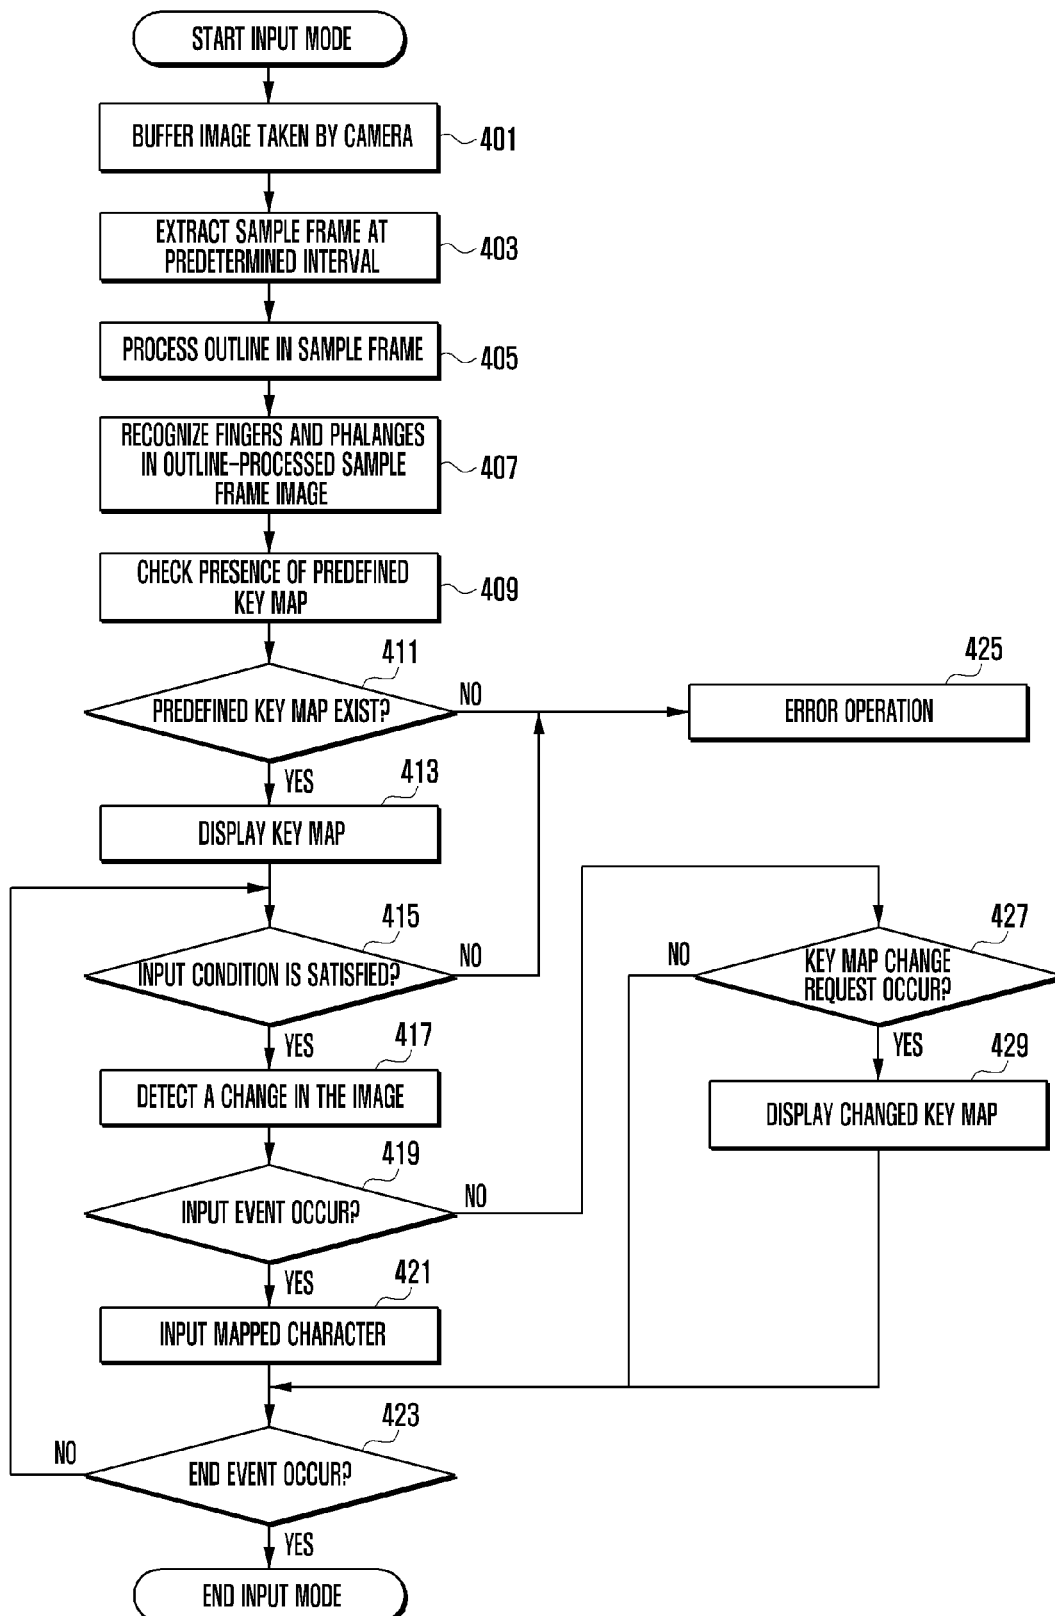 START INPUT MODE
BUFFER IMAGE TAKEN BY CAMERA
401
EXTRACT SAMPLE FRAME AT
PREDETERMINED INTERVAL
403
PROCESS OUTLINE IN SAMPLE FRAME
405
RECOGNIZE FINGERS AND PHALANGES
IN OUTLINE-PROCESSED SAMPLE
FRAME IMAGE
407
CHECK PRESENCE OF PREDEFINED
KEY MAP
409
411
PREDEFINED KEY MAP EXIST?
NO
425
ERROR OPERATION
YES
413
DISPLAY KEY MAP
415
INPUT CONDITION IS SATISFIED?
NO
427
KEY MAP CHANGE
REQUEST OCCUR?
NO
YES
417
DETECT A CHANGE IN THE IMAGE
YES
429
DISPLAY CHANGED KEY MAP
419
INPUT EVENT OCCUR?
NO
YES
421
INPUT MAPPED CHARACTER
423
END EVENT OCCUR?
NO
YES
END INPUT MODE